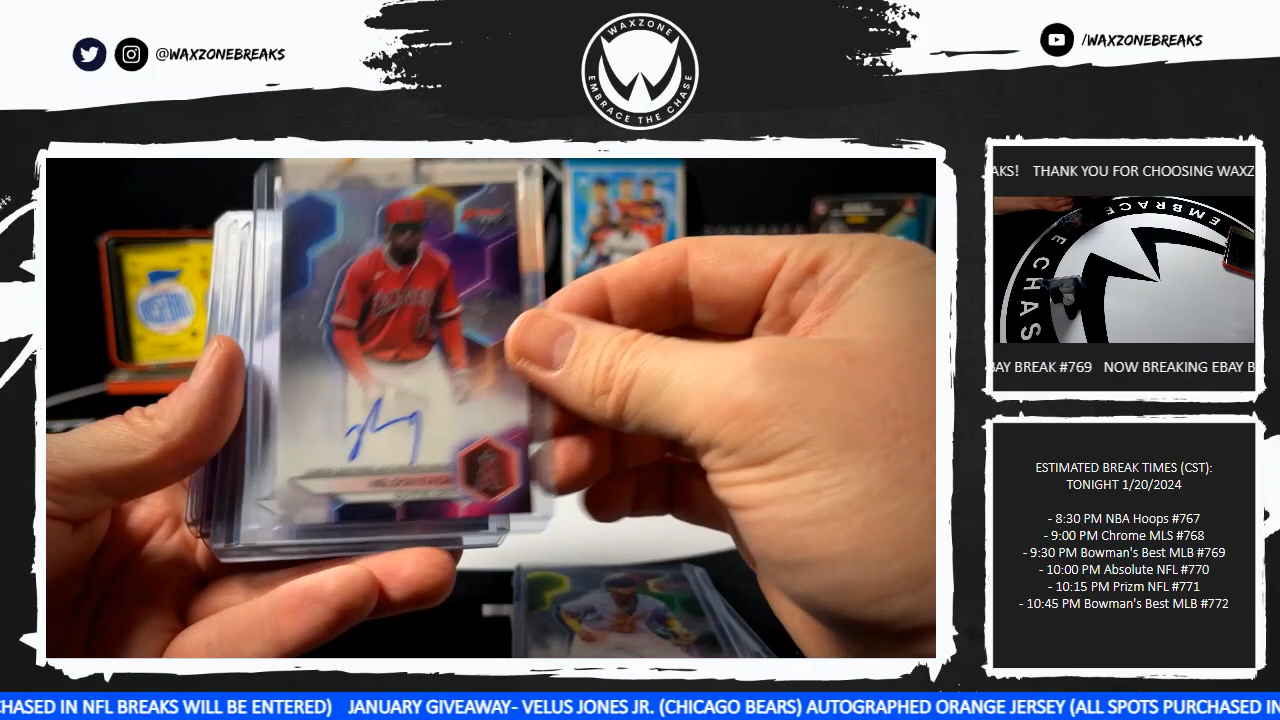 @WAXZONEBREAKS
WAXZONE
EMBRACE THE CHASE
/WAXZONEBREAKS
AKS! THANK YOU FOR CHOOSING WAXZ
EMBRACE
E CHAS
EMBR
BAY BREAK #769 NOW BREAKING EBAY B
ESTIMATED BREAK TIMES (CST):
TONIGHT 1/20/2024
- 8:30 PM NBA Hoops #767
- 9:00 PM Chrome MLS #768
- 9:30 PM Bowman's Best MLB #769
- 10:00 PM Absolute NFL #770
- 10:15 PM Prizm NFL #771
- 10:45 PM Bowman's Best MLB #772
CHASED IN NFL BREAKS WILL BE ENTERED) JANUARY GIVEAWAY- VELUS JONES JR. (CHICAGO BEARS) AUTOGRAPHED ORANGE JERSEY (ALL SPOTS PURCHASED IN